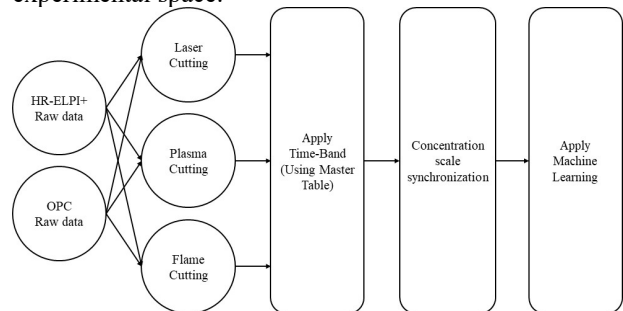 experimental space.
HR-ELPI+
Raw data
OPC
Raw data
Laser
Cutting
Plasma
Cutting
Flame
Cutting
Apply
Time-Band
(Using Master
Table)
Concentration
scale
synchronization
Apply
Machine
Learning